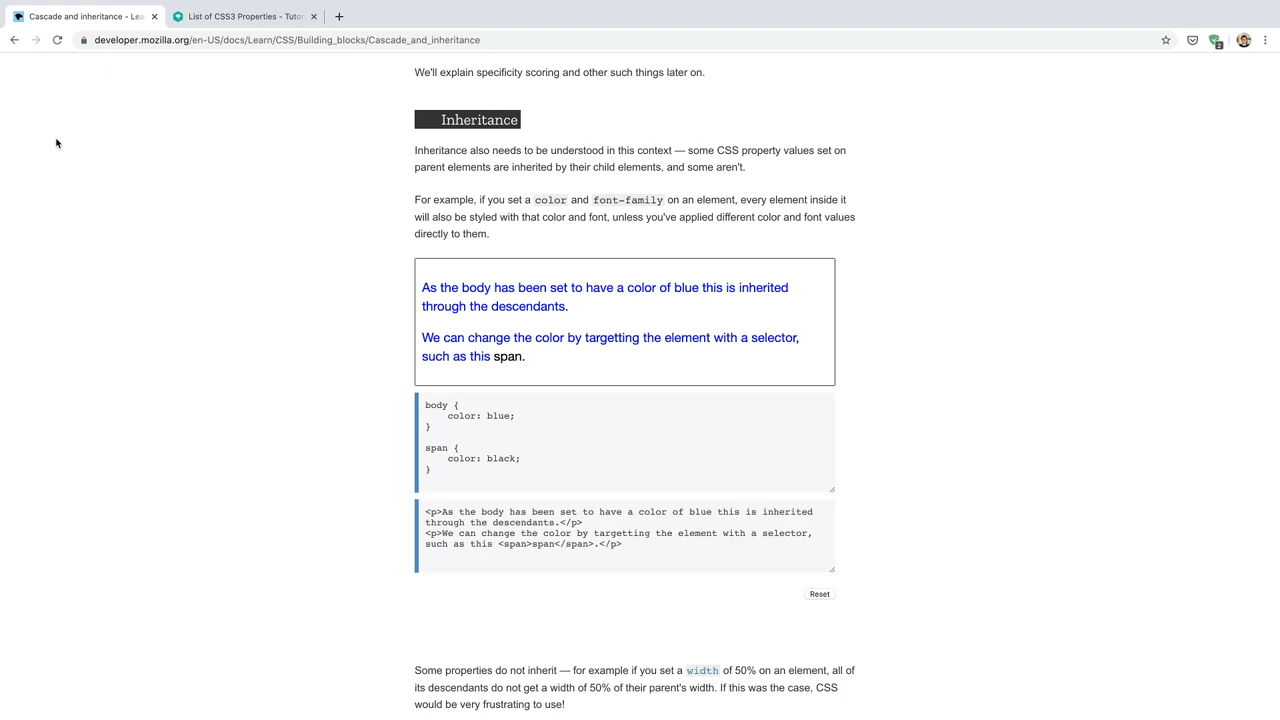 Cascade and inheritance - Lea
List of CSS3 Properties - Tutor
developer.mozilla.org/en-US/docs/Learn/CSS/Building_blocks/Cascade_and_inheritance
2
We'll explain specificity scoring and other such things later on.
Inheritance
Inheritance also needs to be understood in this context — some CSS property values set on
parent elements are inherited by their child elements, and some aren't.
For example, if you set a color and font-family on an element, every element inside it
will also be styled with that color and font, unless you've applied different color and font values
directly to them.
As the body has been set to have a color of blue this is inherited
through the descendants.
We can change the color by targetting the element with a selector,
such as this span.
body {
    color: blue;
}
span {
    color: black;
}
<p>As the body has been set to have a color of blue this is inherited
through the descendants.</p>
<p>We can change the color by targetting the element with a selector,
such as this <span>span</span>.</p>
Reset
Some properties do not inherit — for example if you set a width of 50% on an element, all of
its descendants do not get a width of 50% of their parent's width. If this was the case, CSS
would be very frustrating to use!